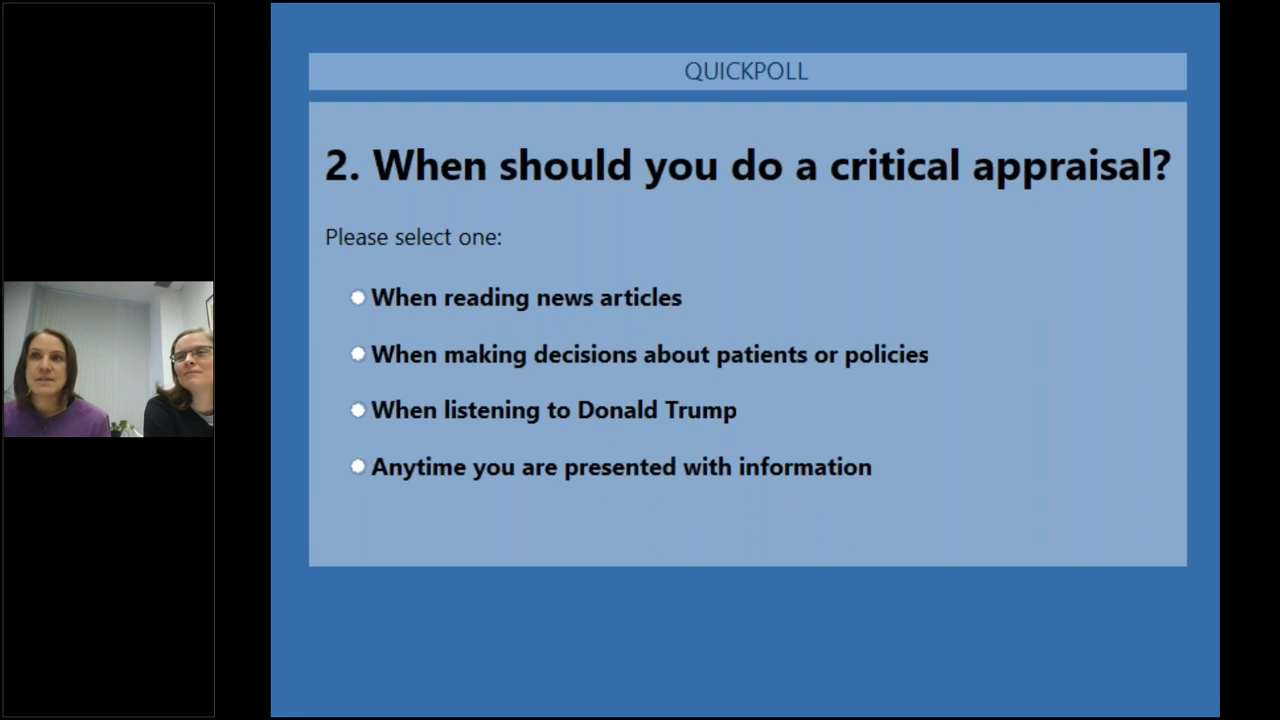 QUICKPOLL
2. When should you do a critical appraisal?
Please select one:
When reading news articles
When making decisions about patients or policies
When listening to Donald Trump
Anytime you are presented with information